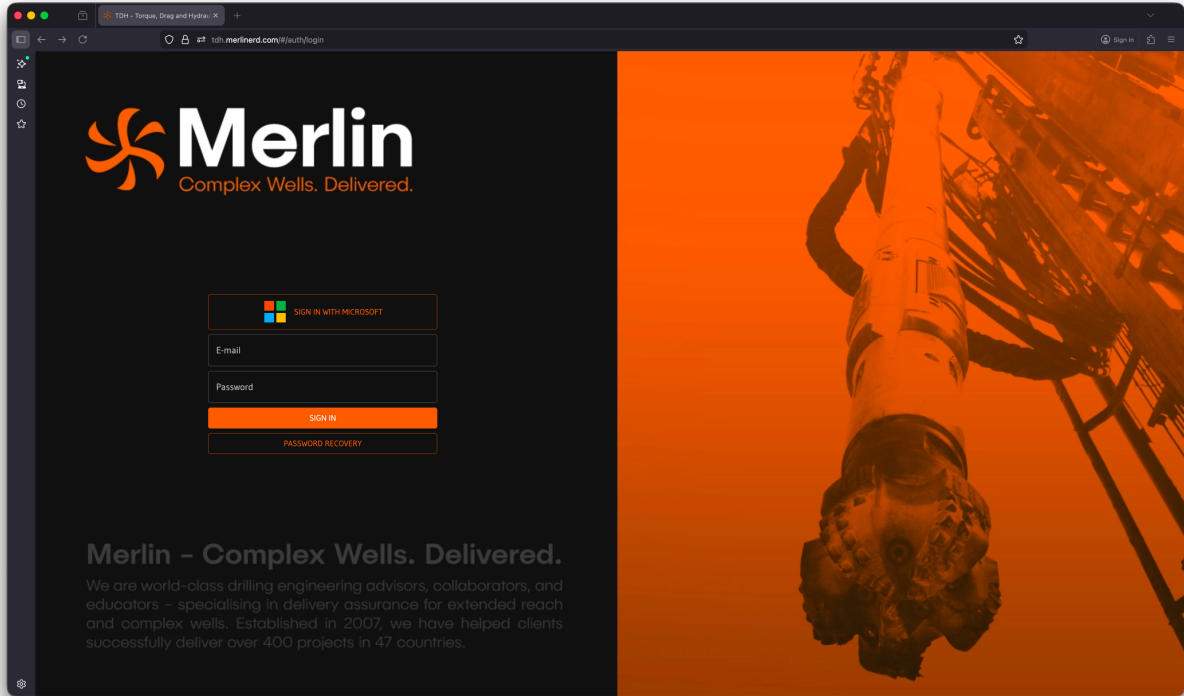 TDH - Torque, Drag and Hydrau
tdh.merlinerd.com/#/auth/login
Sign in
Merlin
Complex Wells. Delivered.
SIGN IN WITH MICROSOFT
E-mail
Password
SIGN IN
PASSWORD RECOVERY
Merlin – Complex Wells. Delivered.
We are world-class drilling engineering advisors, collaborators, and
educators – specialising in delivery assurance for extended reach
and complex wells. Established in 2007, we have helped clients
successfully deliver over 400 projects in 47 countries.